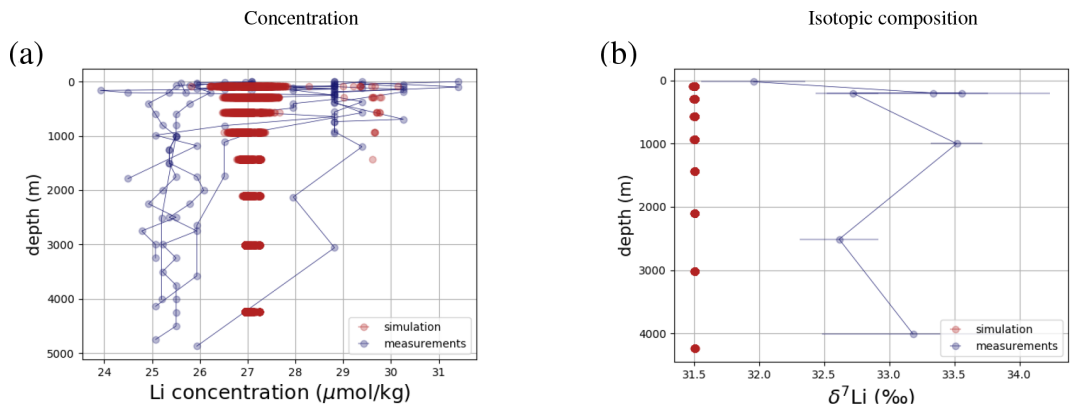 Concentration
Isotopic composition
(a)
(b)
0
1000
2000
3000
4000
5000
depth (m)
24
25
26
27
28
29
30
31
Li concentration (μmol/kg)
simulation
measurements
0
1000
2000
3000
4000
depth (m)
31.5
32.0
32.5
33.0
33.5
34.0
δ⁷Li (‰)
simulation
measurements